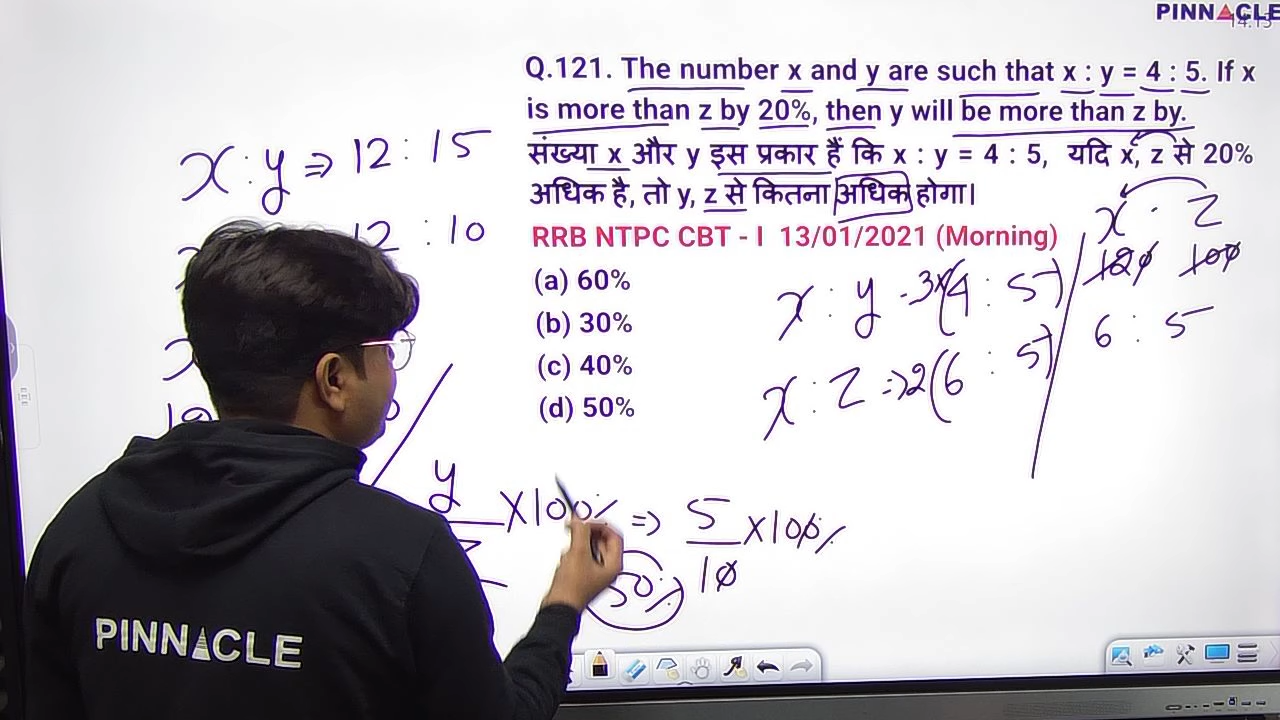 PINNACLE
Q.121. The number x and y are such that x : y = 4 : 5. If x
is more than z by 20%, then y will be more than z by.
संख्या x और y इस प्रकार हैं कि x : y = 4 : 5, यदि x, z से 20%
अधिक है, तो y, z से कितना अधिक होगा।
RRB NTPC CBT - I 13/01/2021 (Morning)
(a) 60%
(b) 30%
(c) 40%
(d) 50%
x : y ⇒ 12 : 15
12 : 10
x : y - 3×(4 : 5)
x : z ⇒ 2(6 : 5)
x : z
120 100
6 : 5
y
×100% ⇒ 5/10 ×100%
50%
PINNACLE